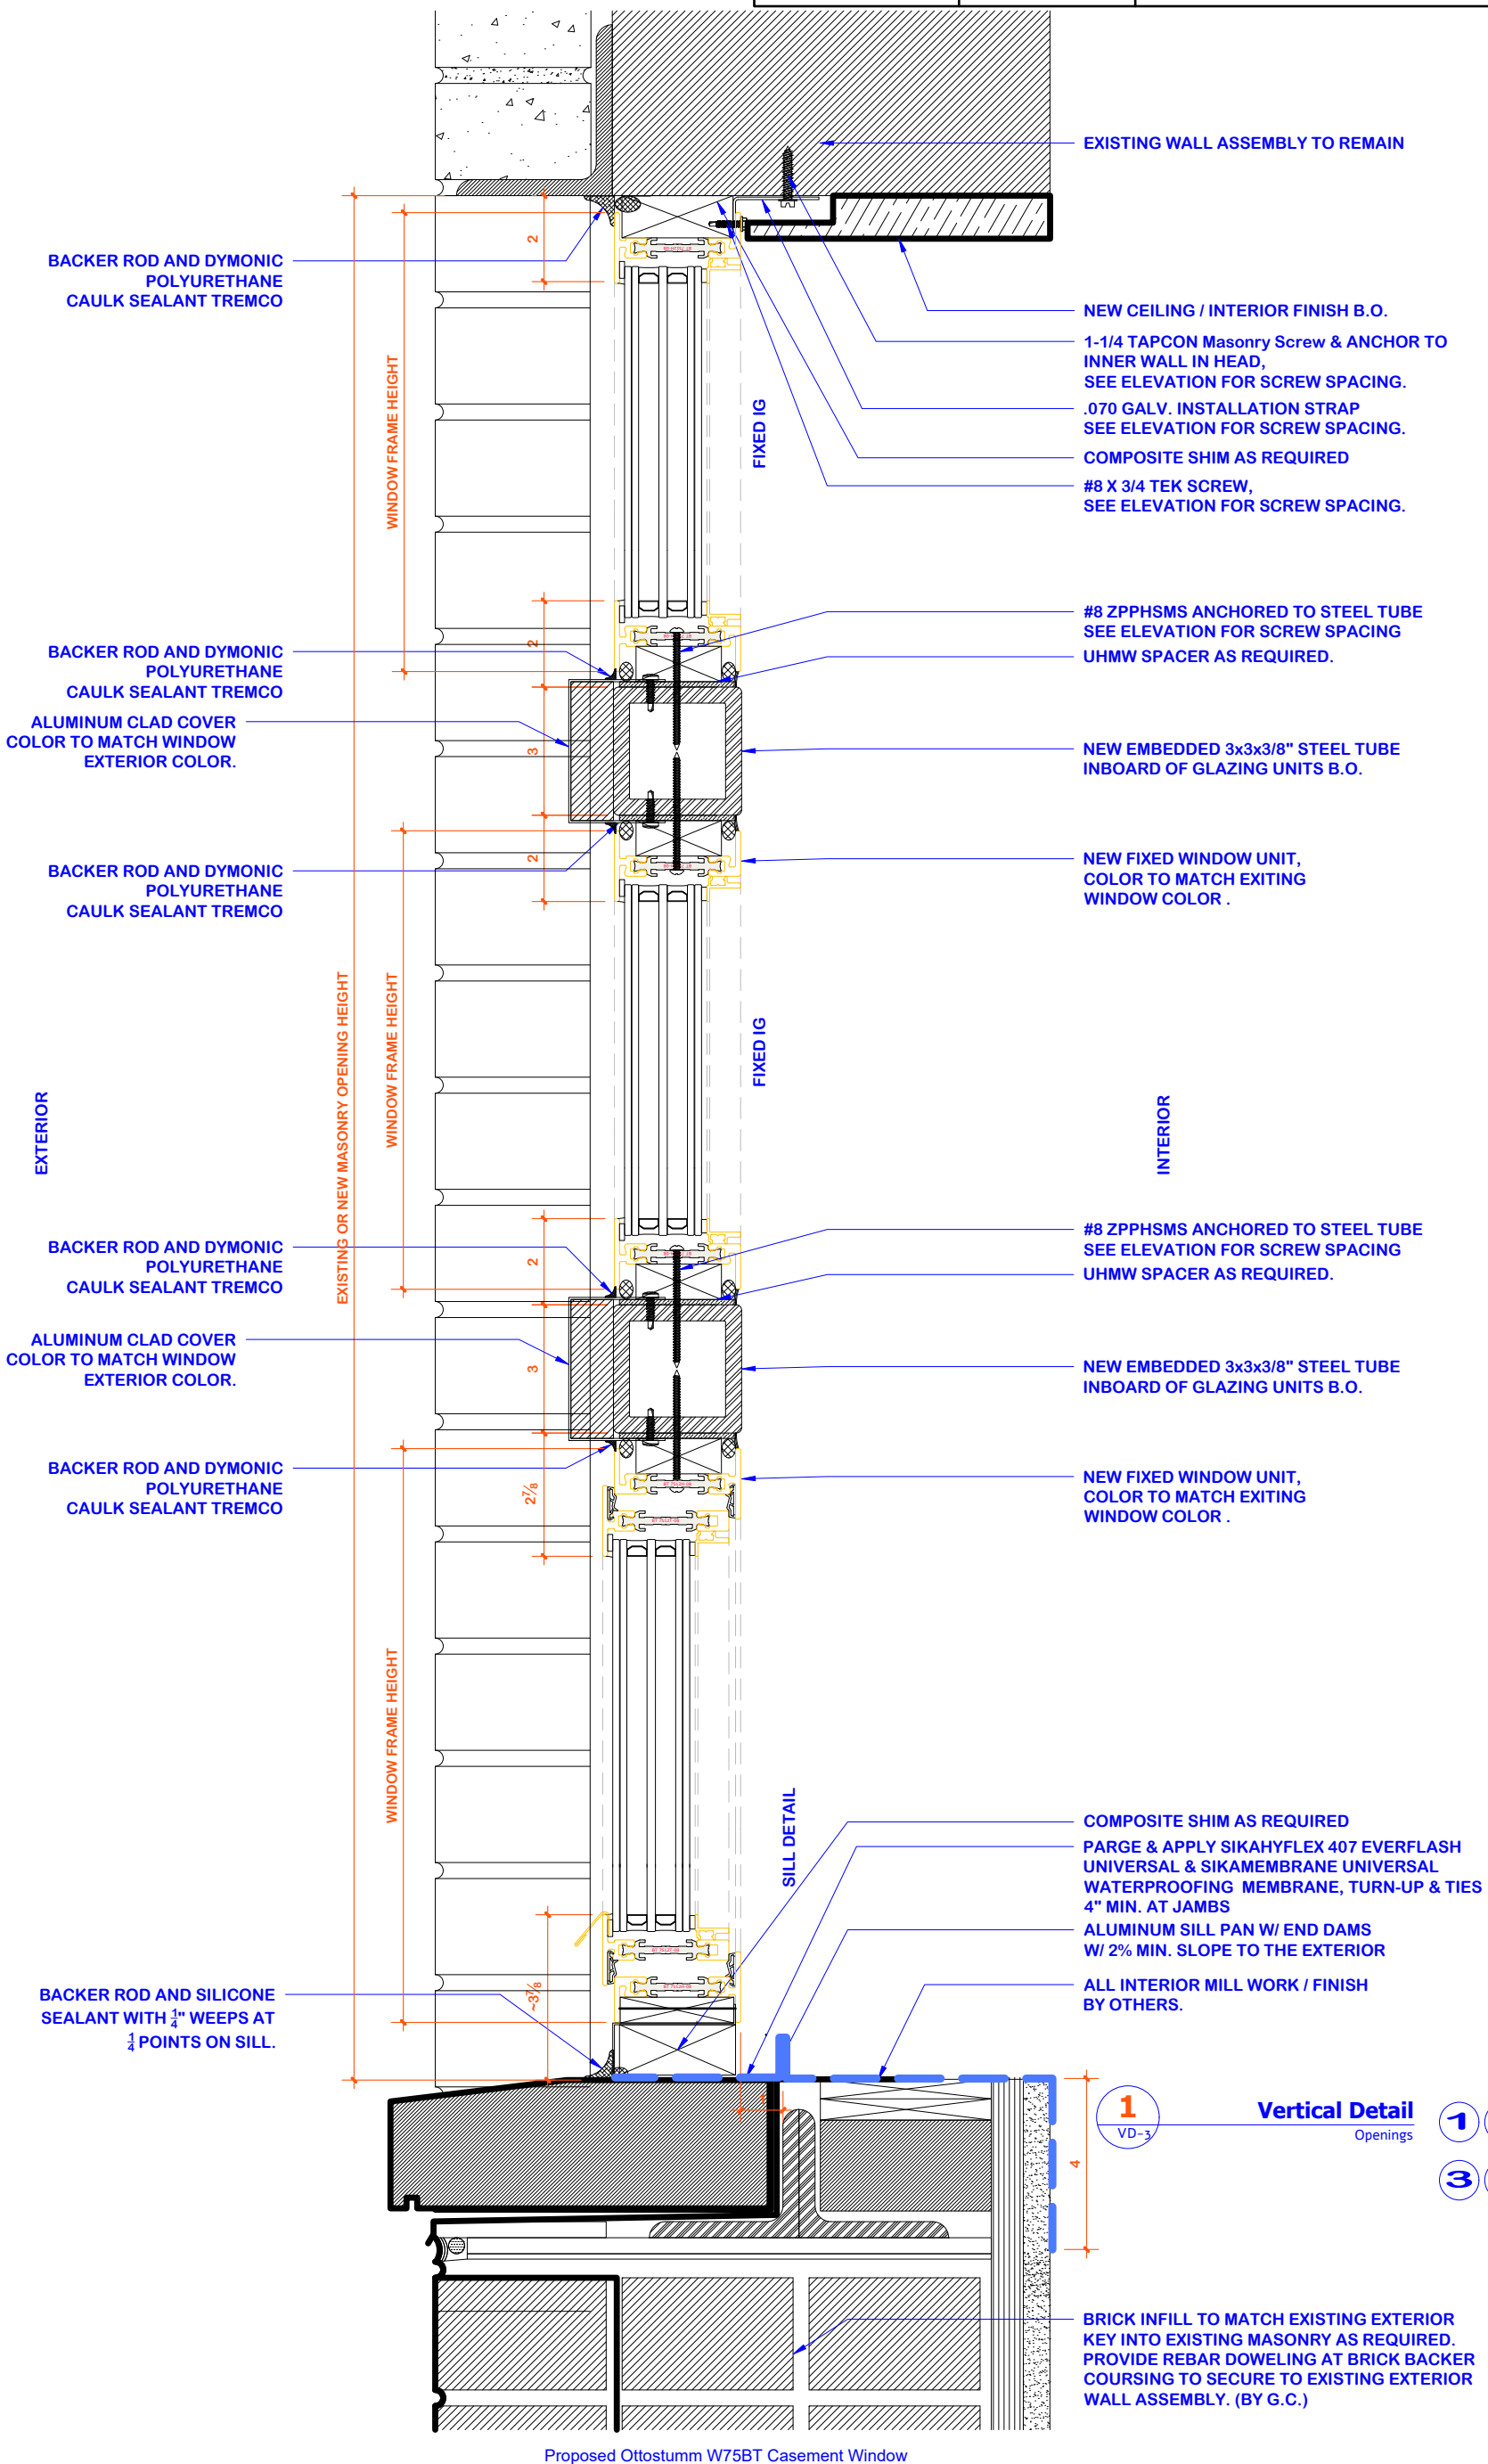 EXISTING WALL ASSEMBLY TO REMAIN
BACKER ROD AND DYMONIC
POLYURETHANE
CAULK SEALANT TREMCO
2
NEW CEILING / INTERIOR FINISH B.O.
1-1/4 TAPCON Masonry Screw & ANCHOR TO
INNER WALL IN HEAD,
SEE ELEVATION FOR SCREW SPACING.
.070 GALV. INSTALLATION STRAP
SEE ELEVATION FOR SCREW SPACING.
COMPOSITE SHIM AS REQUIRED
#8 X 3/4 TEK SCREW,
SEE ELEVATION FOR SCREW SPACING.
WINDOW FRAME HEIGHT
FIXED IG
#8 ZPPHSMS ANCHORED TO STEEL TUBE
SEE ELEVATION FOR SCREW SPACING
UHMW SPACER AS REQUIRED.
BACKER ROD AND DYMONIC
POLYURETHANE
CAULK SEALANT TREMCO
2
ALUMINUM CLAD COVER
COLOR TO MATCH WINDOW
EXTERIOR COLOR.
3
NEW EMBEDDED 3x3x3/8" STEEL TUBE
INBOARD OF GLAZING UNITS B.O.
BACKER ROD AND DYMONIC
POLYURETHANE
CAULK SEALANT TREMCO
2
NEW FIXED WINDOW UNIT,
COLOR TO MATCH EXITING
WINDOW COLOR .
EXTERIOR
EXISTING OR NEW MASONRY OPENING HEIGHT
WINDOW FRAME HEIGHT
FIXED IG
INTERIOR
BACKER ROD AND DYMONIC
POLYURETHANE
CAULK SEALANT TREMCO
2
#8 ZPPHSMS ANCHORED TO STEEL TUBE
SEE ELEVATION FOR SCREW SPACING
UHMW SPACER AS REQUIRED.
ALUMINUM CLAD COVER
COLOR TO MATCH WINDOW
EXTERIOR COLOR.
3
NEW EMBEDDED 3x3x3/8" STEEL TUBE
INBOARD OF GLAZING UNITS B.O.
BACKER ROD AND DYMONIC
POLYURETHANE
CAULK SEALANT TREMCO
2⅞
NEW FIXED WINDOW UNIT,
COLOR TO MATCH EXITING
WINDOW COLOR .
WINDOW FRAME HEIGHT
SILL DETAIL
COMPOSITE SHIM AS REQUIRED
PARGE & APPLY SIKAHYFLEX 407 EVERFLASH
UNIVERSAL & SIKAMEMBRANE UNIVERSAL
WATERPROOFING MEMBRANE, TURN-UP & TIES
4" MIN. AT JAMBS
ALUMINUM SILL PAN W/ END DAMS
W/ 2% MIN. SLOPE TO THE EXTERIOR
ALL INTERIOR MILL WORK / FINISH
BY OTHERS.
BACKER ROD AND SILICONE
SEALANT WITH ¼" WEEPS AT
¼ POINTS ON SILL.
~3⅞
4
1
VD-3
Vertical Detail
Openings
1
3
BRICK INFILL TO MATCH EXISTING EXTERIOR
KEY INTO EXISTING MASONRY AS REQUIRED.
PROVIDE REBAR DOWELING AT BRICK BACKER
COURSING TO SECURE TO EXISTING EXTERIOR
WALL ASSEMBLY. (BY G.C.)
Proposed Ottostumm W75BT Casement Window